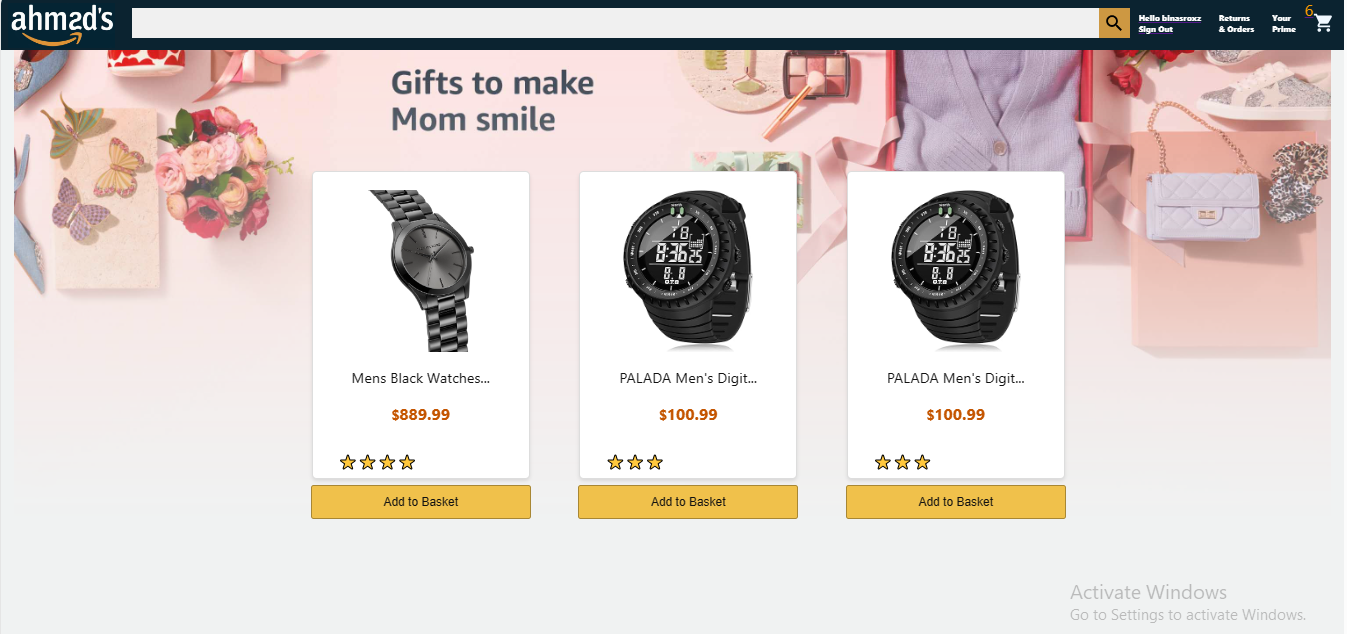 ahmad's
Hello binasroxz
Sign Out
Returns
& Orders
Your
Prime
6
Gifts to make
Mom smile
Mens Black Watches...
$889.99
Add to Basket
PALADA Men's Digit...
$100.99
Add to Basket
PALADA Men's Digit...
$100.99
Add to Basket
Activate Windows
Go to Settings to activate Windows.